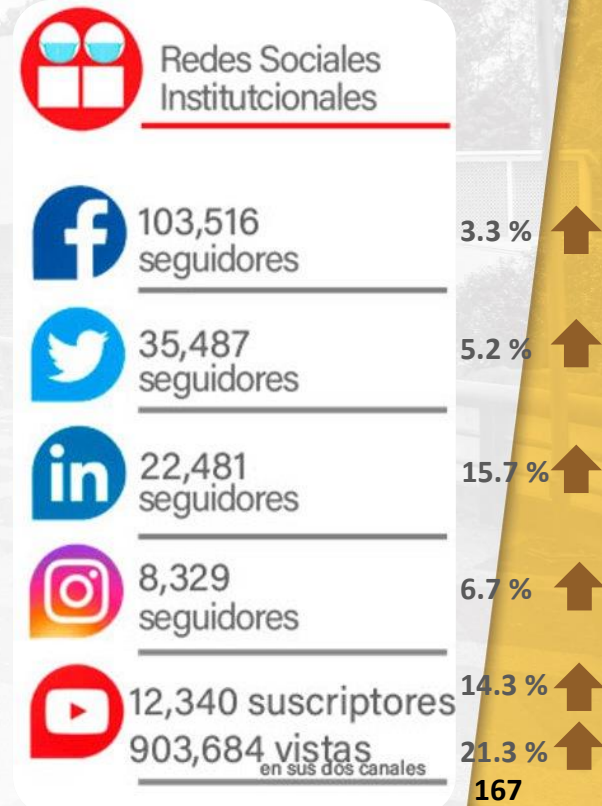 Redes Sociales
Institutcionales
103,516
seguidores
3.3 %
35,487
seguidores
5.2 %
in
22,481
seguidores
15.7 %
8,329
seguidores
6.7 %
12,340 suscriptores
14.3 %
903,684 vistas
en sus dos canales
21.3 %
167